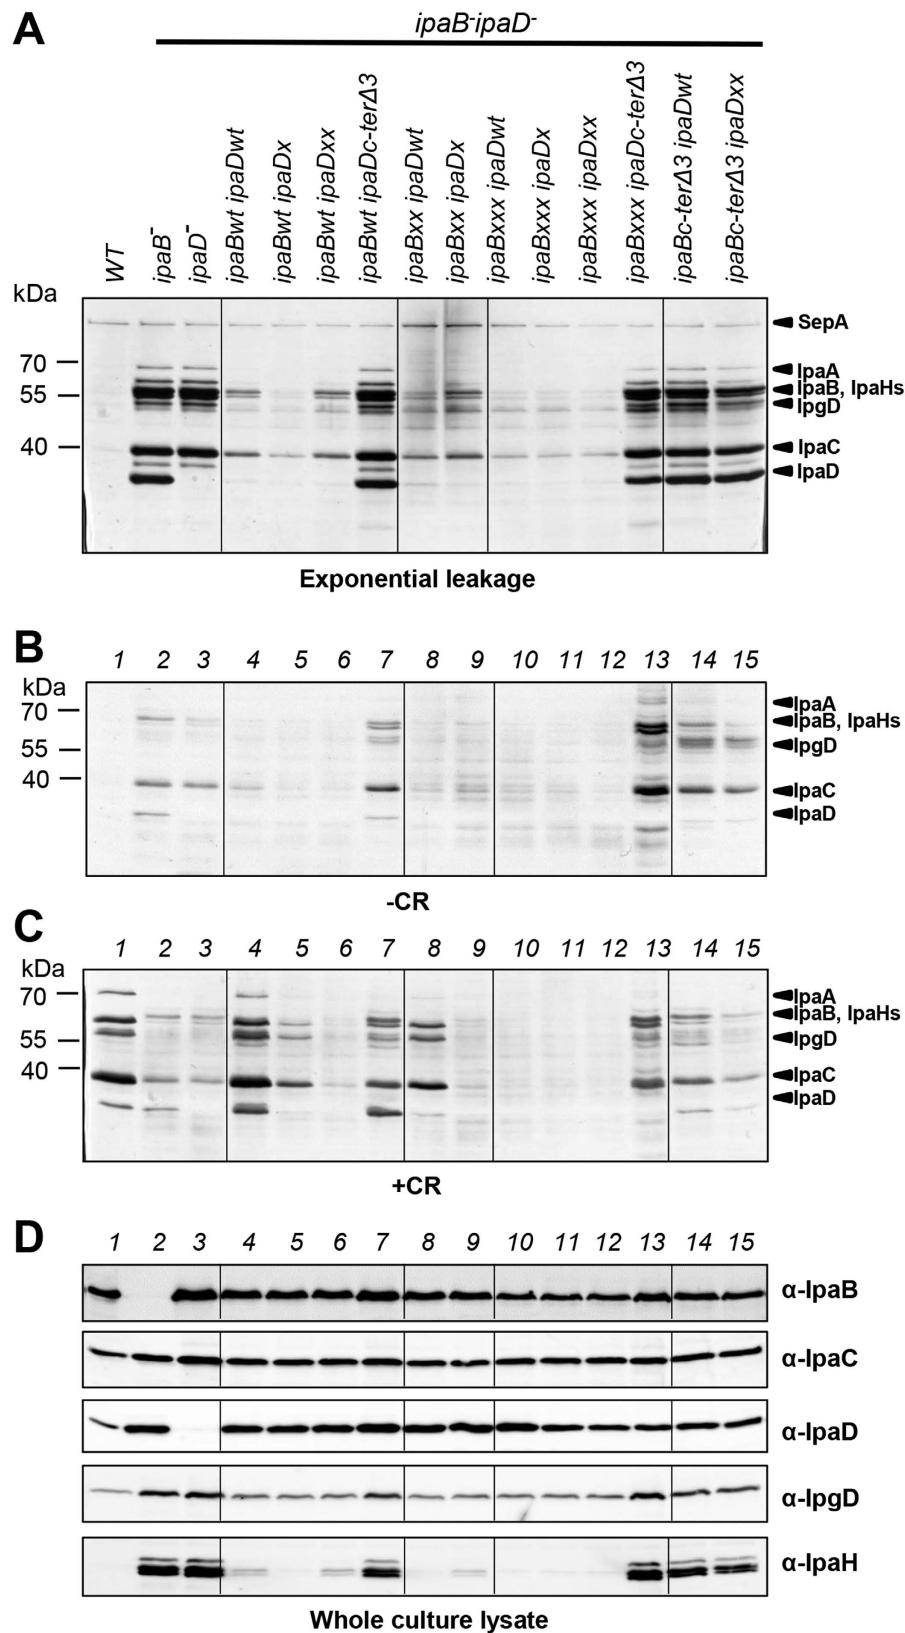 A
ipaB⁻ipaD⁻
WT
ipaB⁻
ipaD⁻
ipaBwt ipaDwt
ipaBwt ipaDx
ipaBwt ipaDxx
ipaBwt ipaDc-terΔ3
ipaBxx ipaDwt
ipaBxx ipaDx
ipaBxxx ipaDwt
ipaBxxx ipaDx
ipaBxxx ipaDxx
ipaBxxx ipaDc-terΔ3
ipaBc-terΔ3 ipaDwt
ipaBc-terΔ3 ipaDxx
kDa
SepA
70
IpaA
55
IpaB, IpaHs
IpgD
40
IpaC
IpaD
Exponential leakage
B
1 2 3 4 5 6 7 8 9 10 11 12 13 14 15
kDa
70
IpaA
IpaB, IpaHs
55
IpgD
40
IpaC
IpaD
-CR
C
1 2 3 4 5 6 7 8 9 10 11 12 13 14 15
kDa
70
IpaA
IpaB, IpaHs
55
IpgD
40
IpaC
IpaD
+CR
D
1 2 3 4 5 6 7 8 9 10 11 12 13 14 15
α-IpaB
α-IpaC
α-IpaD
α-IpgD
α-IpaH
Whole culture lysate